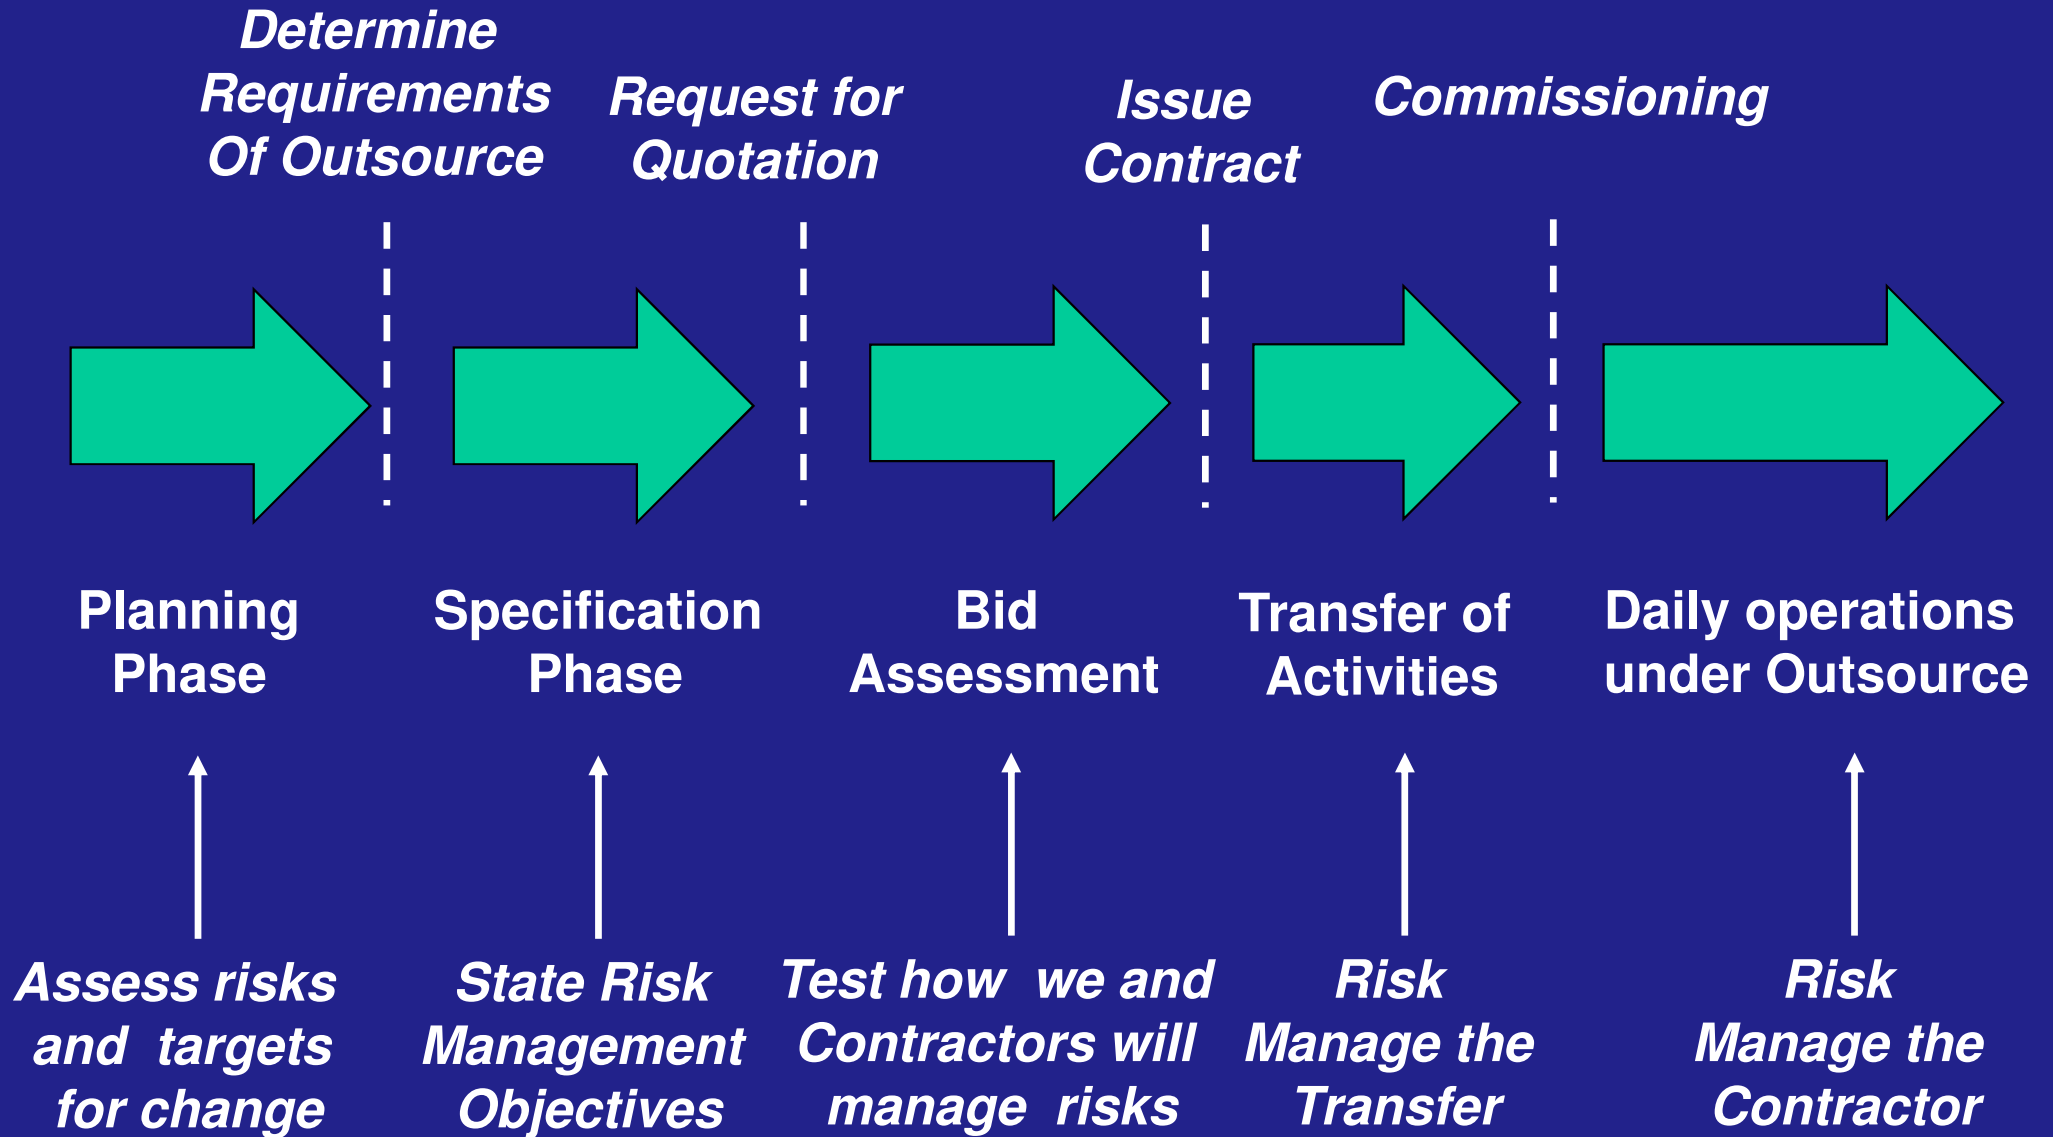 Determine
Requirements
Of Outsource
Request for
Quotation
Issue
Contract
Commissioning
Planning
Phase
Specification
Phase
Bid
Assessment
Transfer of
Activities
Daily operations
under Outsource
Assess risks
and targets
for change
State Risk
Management
Objectives
Test how we and
Contractors will
manage risks
Risk
Manage the
Transfer
Risk
Manage the
Contractor